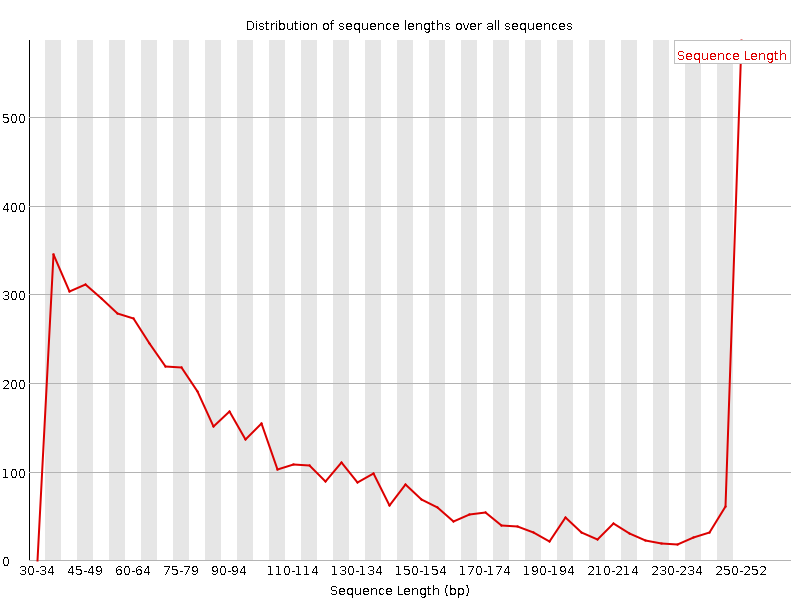 Distribution of sequence lengths over all sequences
Sequence Length
500
400
300
200
100
0
30-34 45-49 60-64 75-79 90-94 110-114 130-134 150-154 170-174 190-194 210-214 230-234 250-252
Sequence Length (bp)